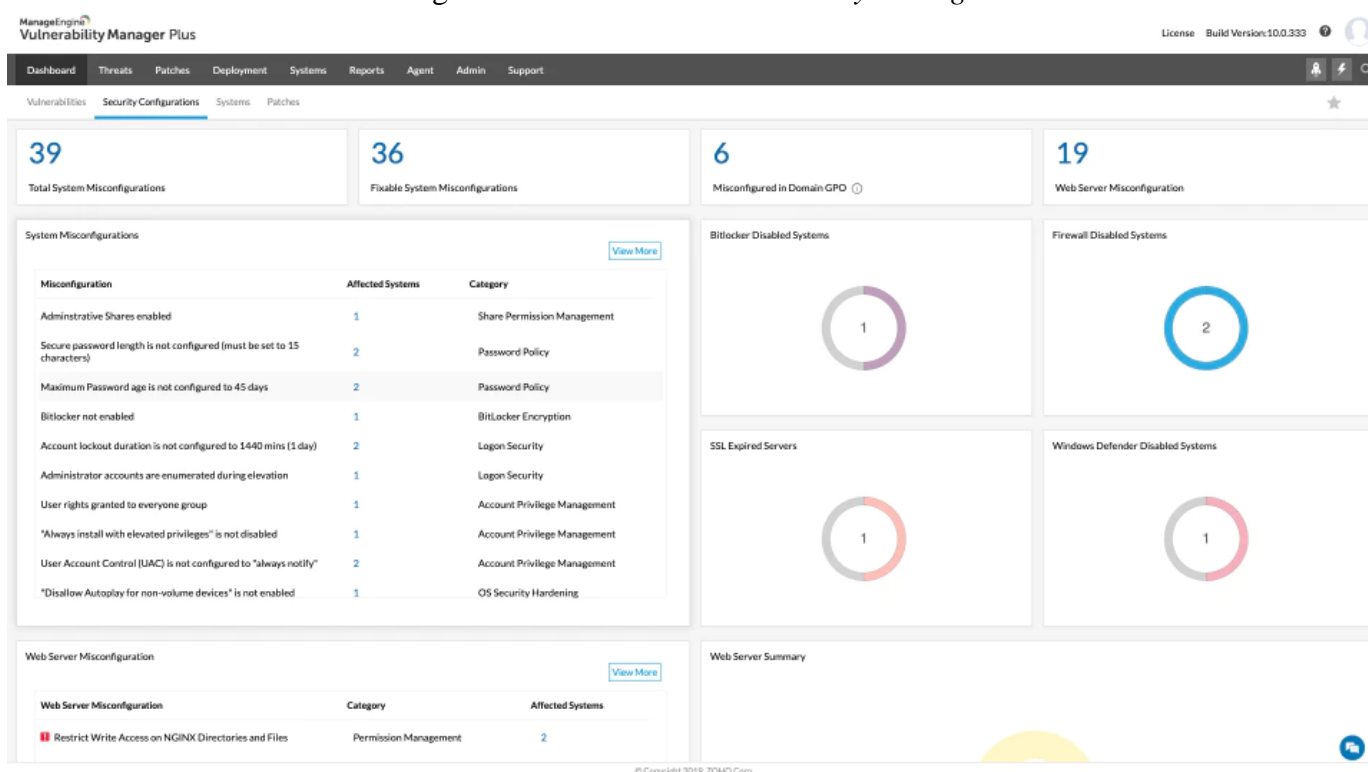 ManageEngine
Vulnerability Manager Plus
License Build Version:10.0.333
Dashboard Threats Patches Deployment Systems Reports Agent Admin Support
Vulnerabilities Security Configurations Systems Patches
39
Total System Misconfigurations
36
Fixable System Misconfigurations
6
Misconfigured in Domain GPO
19
Web Server Misconfiguration
System Misconfigurations
View More
Misconfiguration Affected Systems Category
Adminstrative Shares enabled 1 Share Permission Management
Secure password length is not configured (must be set to 15
characters) 2 Password Policy
Maximum Password age is not configured to 45 days 2 Password Policy
Bitlocker not enabled 1 BitLocker Encryption
Account lockout duration is not configured to 1440 mins (1 day) 2 Logon Security
Administrator accounts are enumerated during elevation 1 Logon Security
User rights granted to everyone group 1 Account Privilege Management
"Always install with elevated privileges" is not disabled 1 Account Privilege Management
User Account Control (UAC) is not configured to "always notify" 2 Account Privilege Management
"Disallow Autoplay for non-volume devices" is not enabled 1 OS Security Hardening
Bitlocker Disabled Systems
1
Firewall Disabled Systems
2
SSL Expired Servers
1
Windows Defender Disabled Systems
1
Web Server Misconfiguration
View More
Web Server Misconfiguration Category Affected Systems
Restrict Write Access on NGINX Directories and Files Permission Management 2
Web Server Summary
© Copyright 2019, ZOHO Corp.